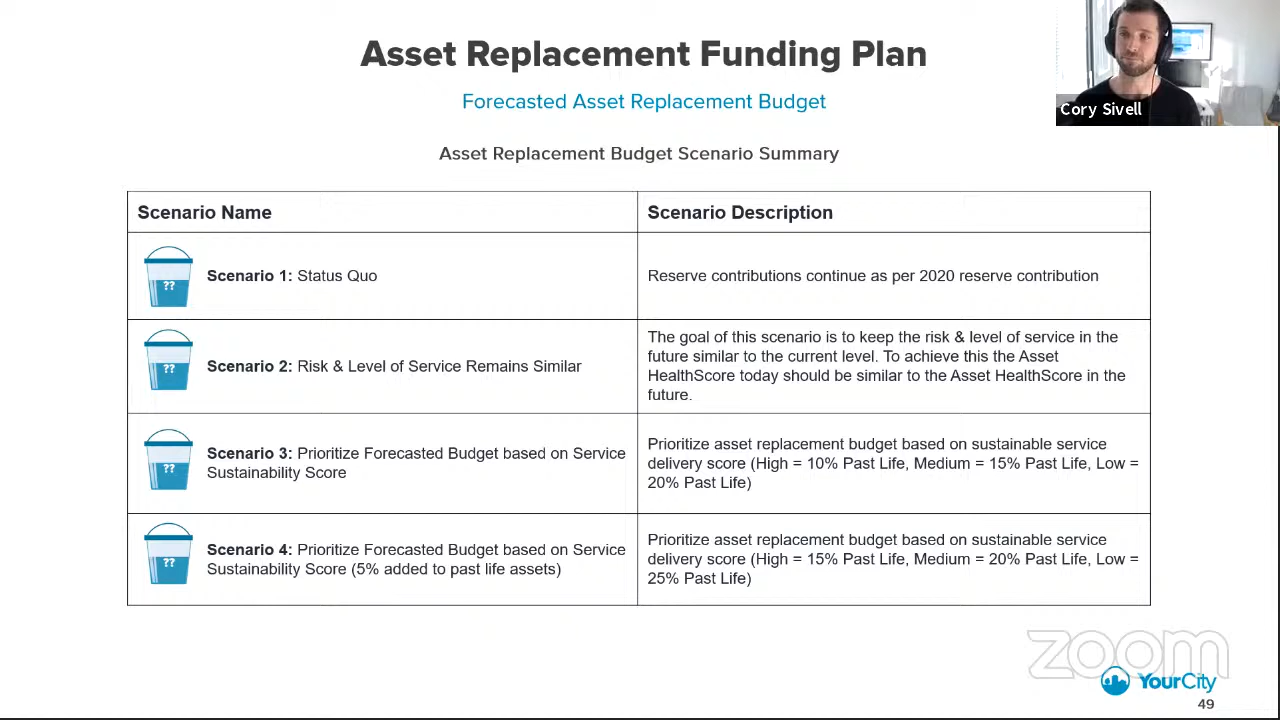 Asset Replacement Funding Plan
Forecasted Asset Replacement Budget
Cory Sivell
Asset Replacement Budget Scenario Summary
Scenario Name
Scenario Description
??
Scenario 1: Status Quo
Reserve contributions continue as per 2020 reserve contribution
??
Scenario 2: Risk & Level of Service Remains Similar
The goal of this scenario is to keep the risk & level of service in the
future similar to the current level. To achieve this the Asset
HealthScore today should be similar to the Asset HealthScore in the
future.
??
Scenario 3: Prioritize Forecasted Budget based on Service
Sustainability Score
Prioritize asset replacement budget based on sustainable service
delivery score (High = 10% Past Life, Medium = 15% Past Life, Low =
20% Past Life)
??
Scenario 4: Prioritize Forecasted Budget based on Service
Sustainability Score (5% added to past life assets)
Prioritize asset replacement budget based on sustainable service
delivery score (High = 15% Past Life, Medium = 20% Past Life, Low =
25% Past Life)
zoom
YourCity
49